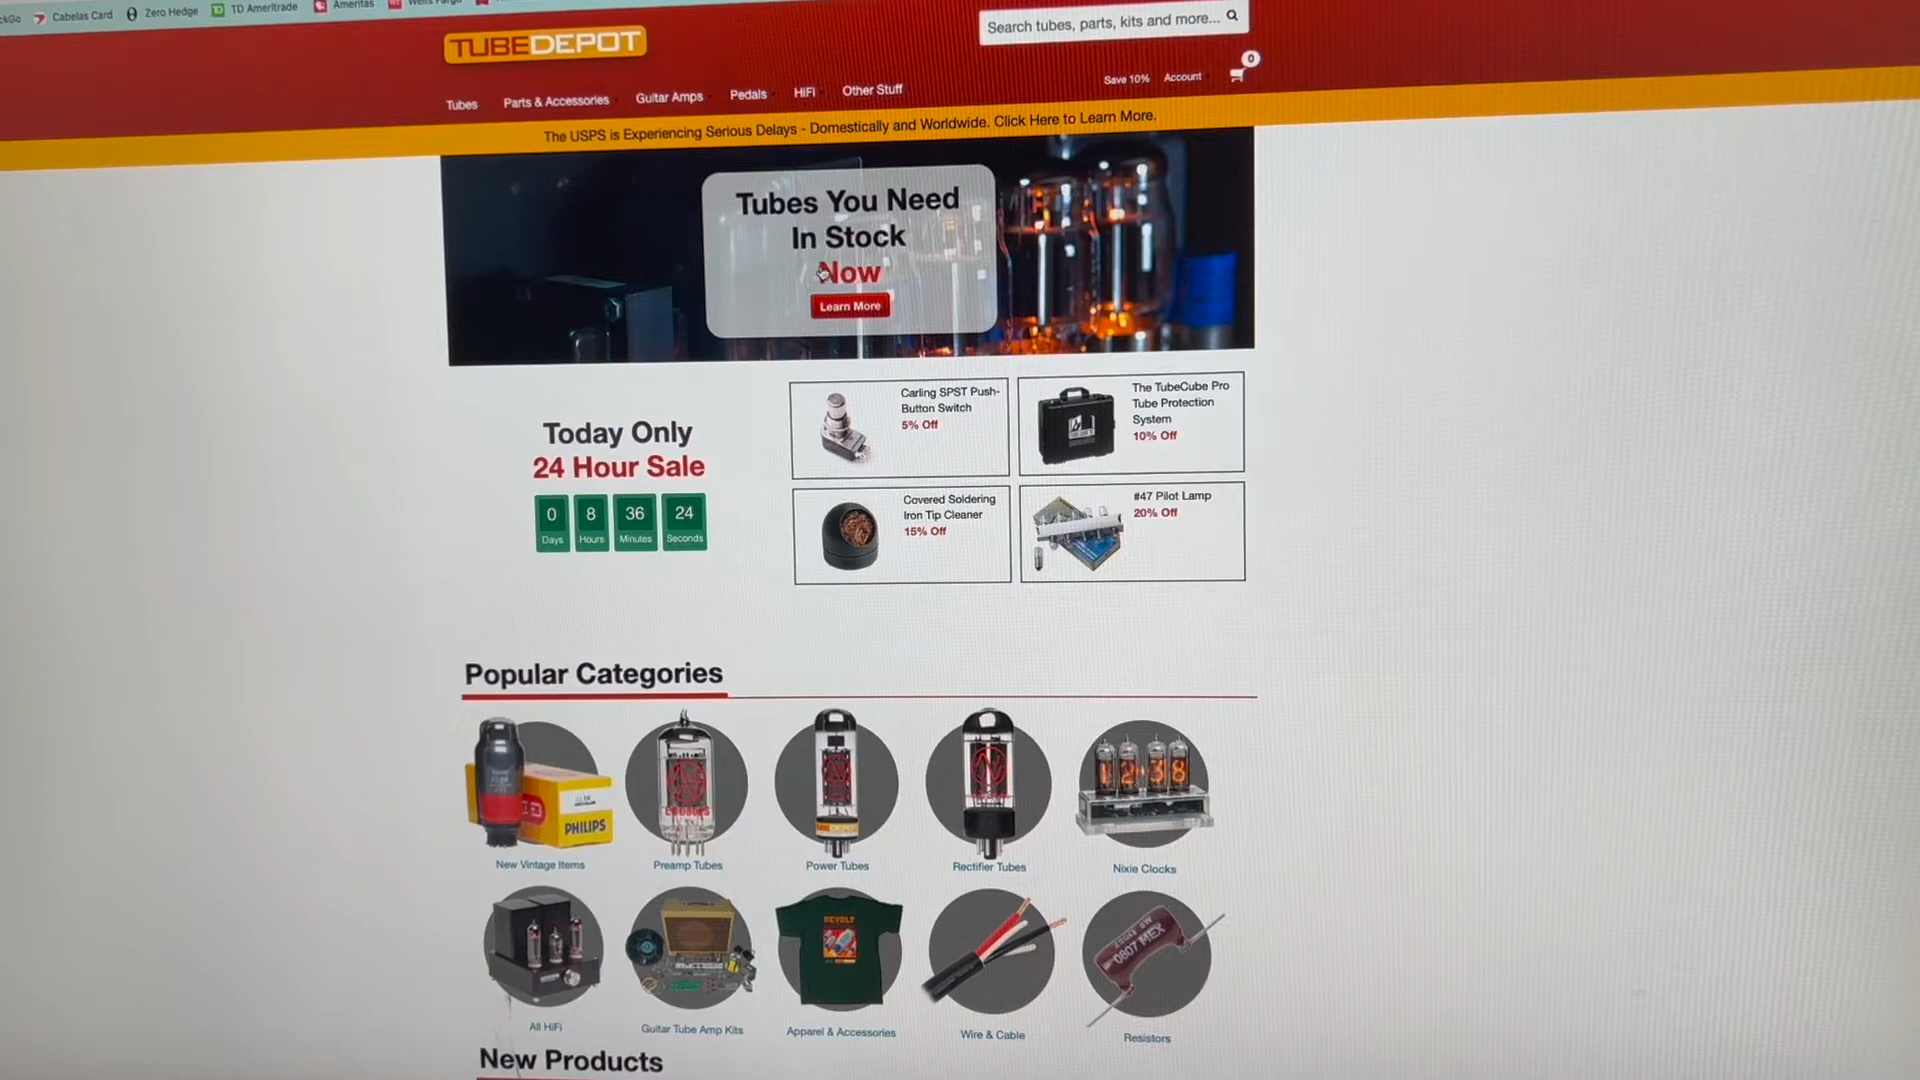 Cabelas Card
Zero Hedge
TD Ameritrade
Ameritas
TUBEDEPOT
Search tubes, parts, kits and more...
Save 10%
Account
0
Tubes
Parts & Accessories
Guitar Amps
Pedals
HiFi
Other Stuff
The USPS is Experiencing Serious Delays - Domestically and Worldwide. Click Here to Learn More.
Tubes You Need
In Stock
Now
Learn More
Today Only
24 Hour Sale
0
8
36
24
Days
Hours
Minutes
Seconds
Carling SPST Push-
Button Switch
5% Off
The TubeCube Pro
Tube Protection
System
10% Off
Covered Soldering
Iron Tip Cleaner
15% Off
#47 Pilot Lamp
20% Off
Popular Categories
PHILIPS
New Vintage Items
Preamp Tubes
Power Tubes
Rectifier Tubes
Nixie Clocks
REVOLT
0807 MEX
All HiFi
Guitar Tube Amp Kits
Apparel & Accessories
Wire & Cable
Resistors
New Products